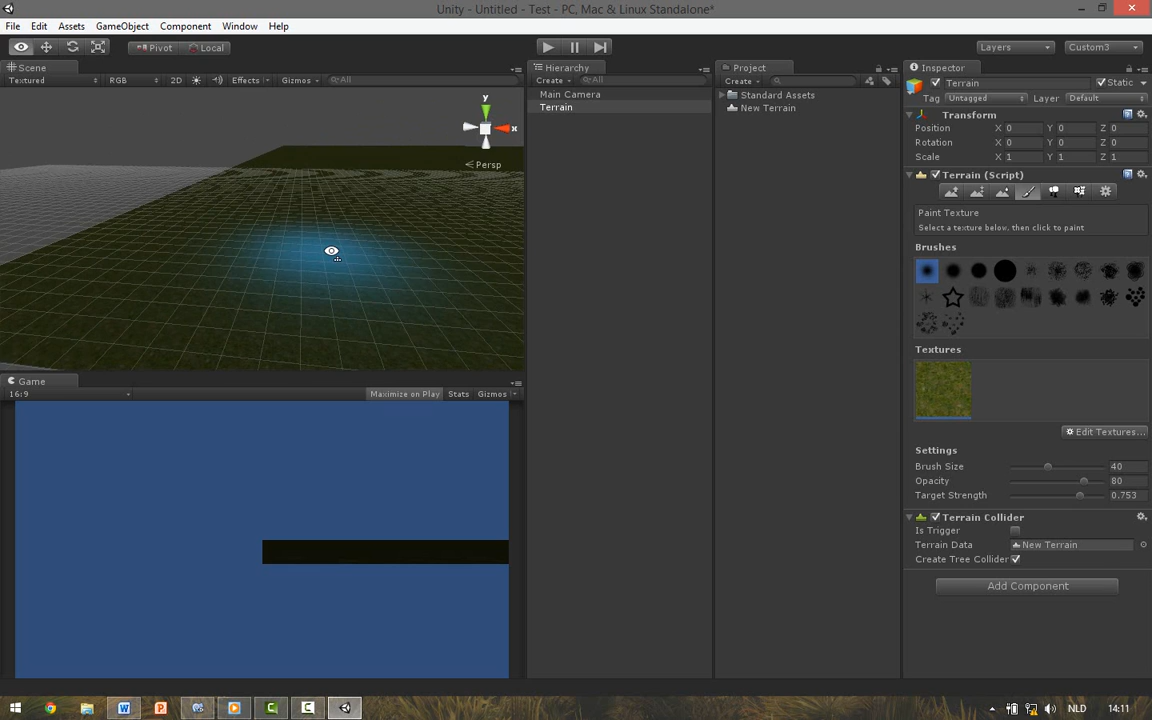 Unity - Untitled - Test - PC, Mac & Linux Standalone*
File Edit Assets GameObject Component Window Help
Pivot Local Layers Custom3
Scene
Textured RGB 2D Effects Gizmos All
y
x
Persp
Game
16:9 Maximize on Play Stats Gizmos
Hierarchy
Create All
Main Camera
Terrain
Project
Create
Standard Assets
New Terrain
Inspector
Terrain Static
Tag Untagged Layer Default
Transform
Position X 0 Y 0 Z 0
Rotation X 0 Y 0 Z 0
Scale X 1 Y 1 Z 1
Terrain (Script)
Paint Texture
Select a texture below, then click to paint
Brushes
Textures
Edit Textures...
Settings
Brush Size 40
Opacity 80
Target Strength 0.753
Terrain Collider
Is Trigger
Terrain Data New Terrain
Create Tree Collider
Add Component
NLD 14:11